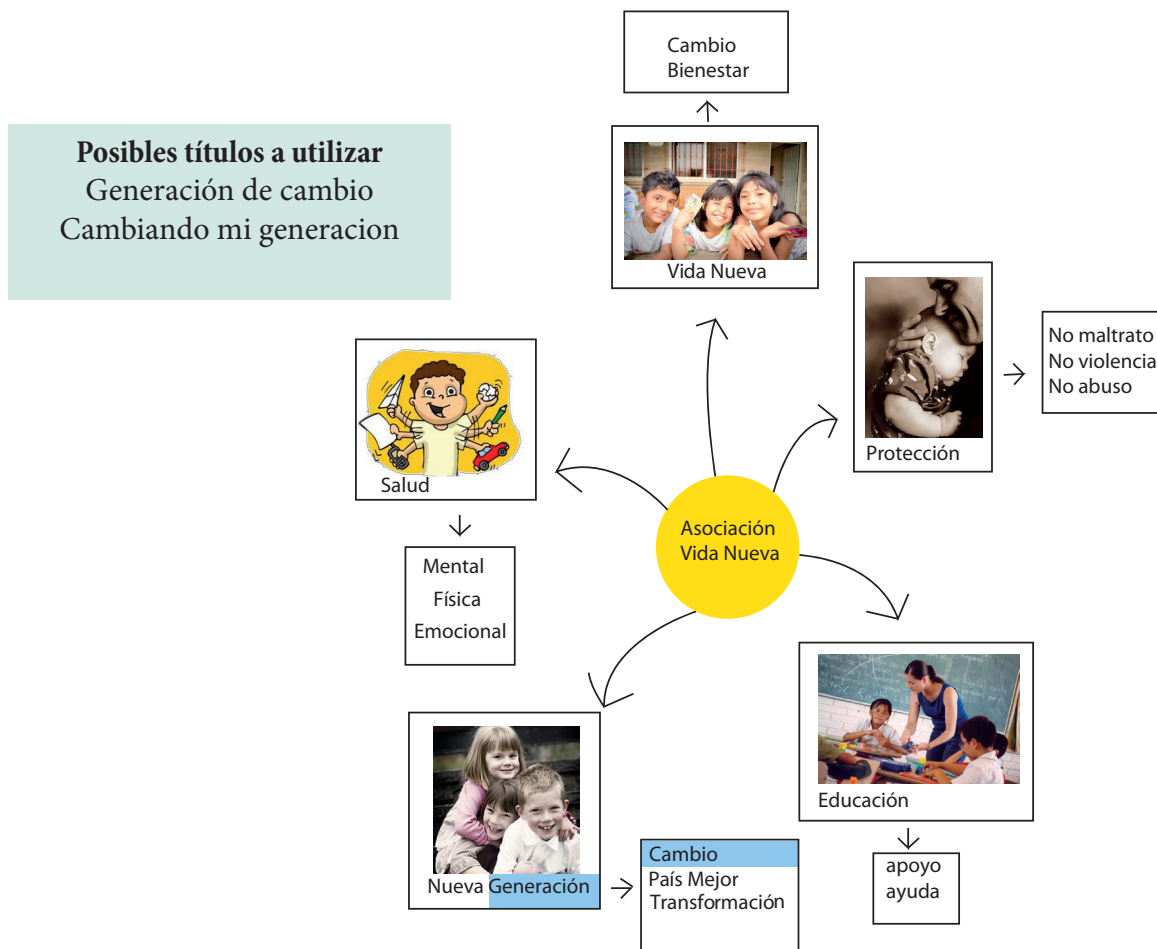 Posibles títulos a utilizar
Generación de cambio
Cambiando mi generacion
Cambio
Bienestar
Vida Nueva
Protección
No maltrato
No violencia
No abuso
Salud
Mental
Física
Emocional
Asociación
Vida Nueva
Nueva Generación
Cambio
País Mejor
Transformación
Educación
apoyo
ayuda